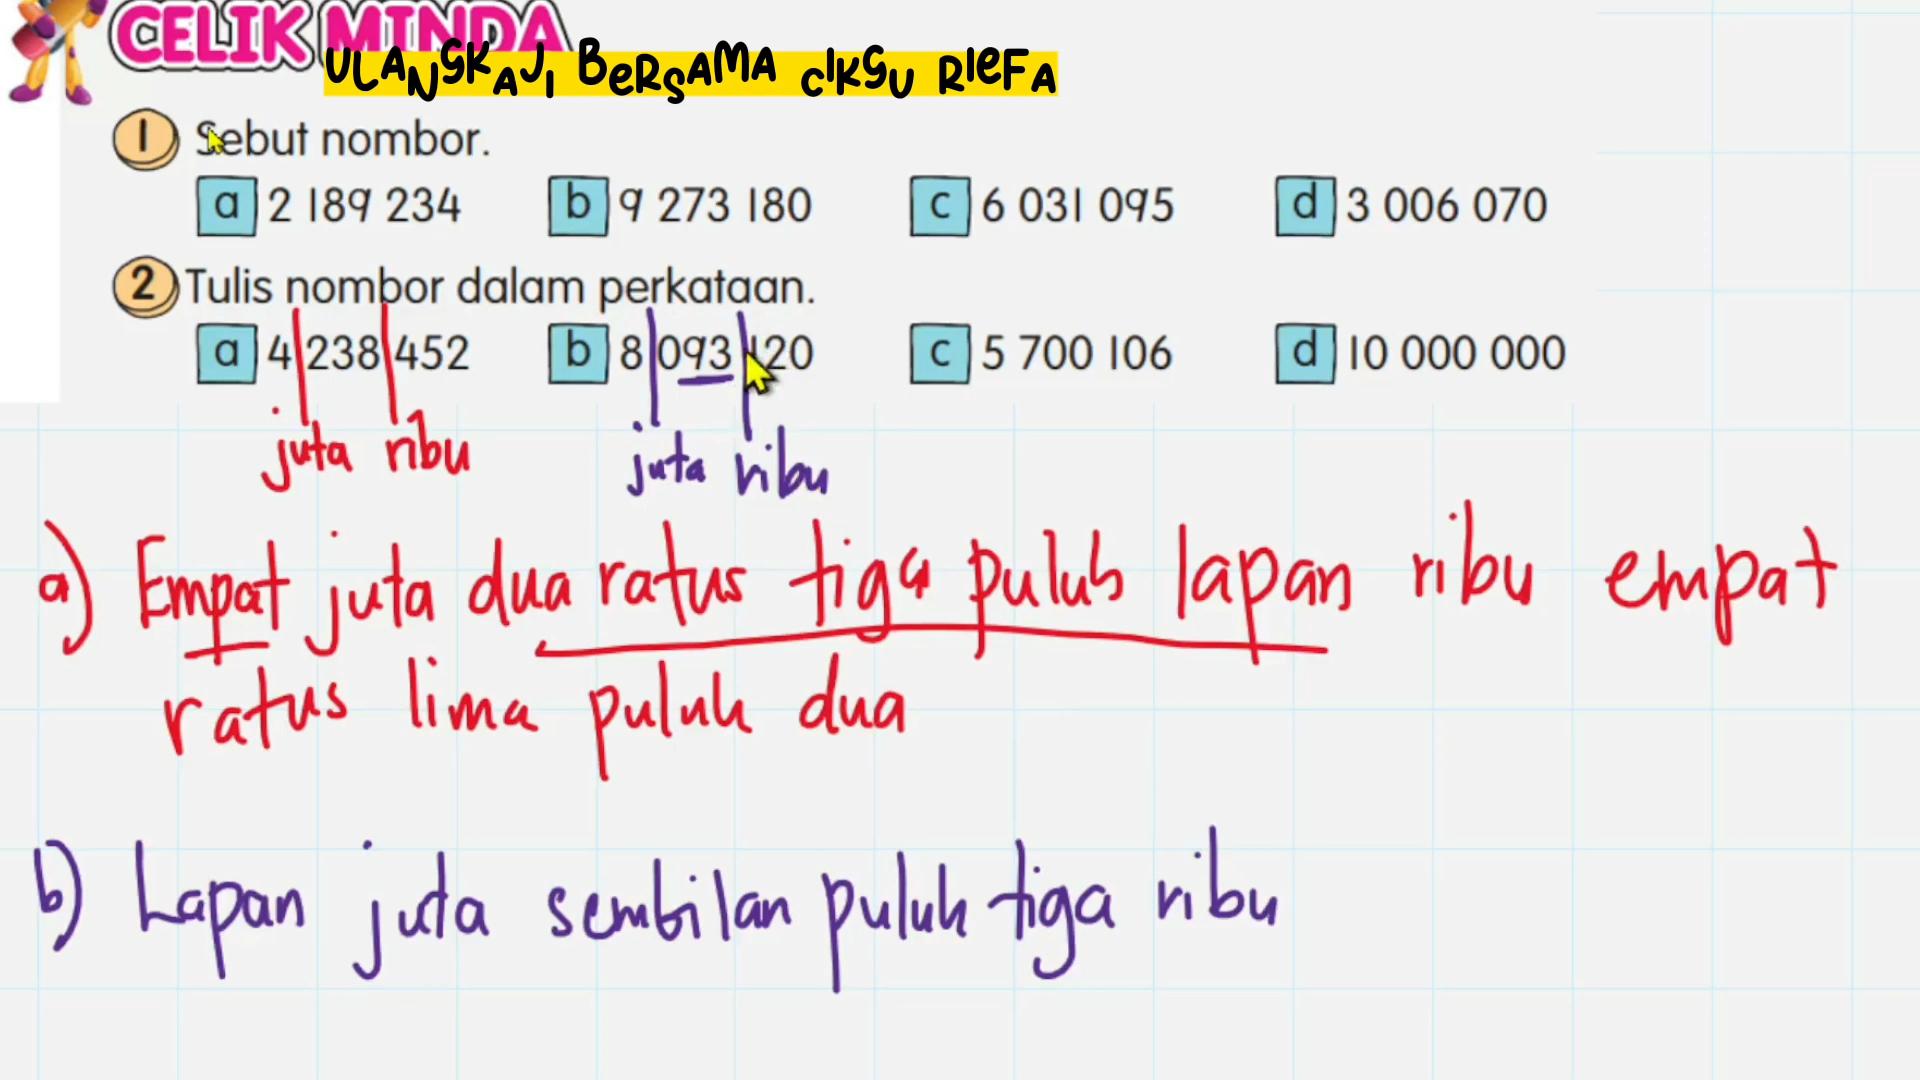 CELIK MINDA
ULANGKAJI BERSAMA CIKGU RIEFA
1 Sebut nombor.
a 2 189 234 b 9 273 180 c 6 031 095 d 3 006 070
2 Tulis nombor dalam perkataan.
a 4 238 452 b 8 093 120 c 5 700 106 d 10 000 000
juta ribu juta ribu
a) Empat juta dua ratus tiga puluh lapan ribu empat
ratus lima puluh dua
b) Lapan juta sembilan puluh tiga ribu